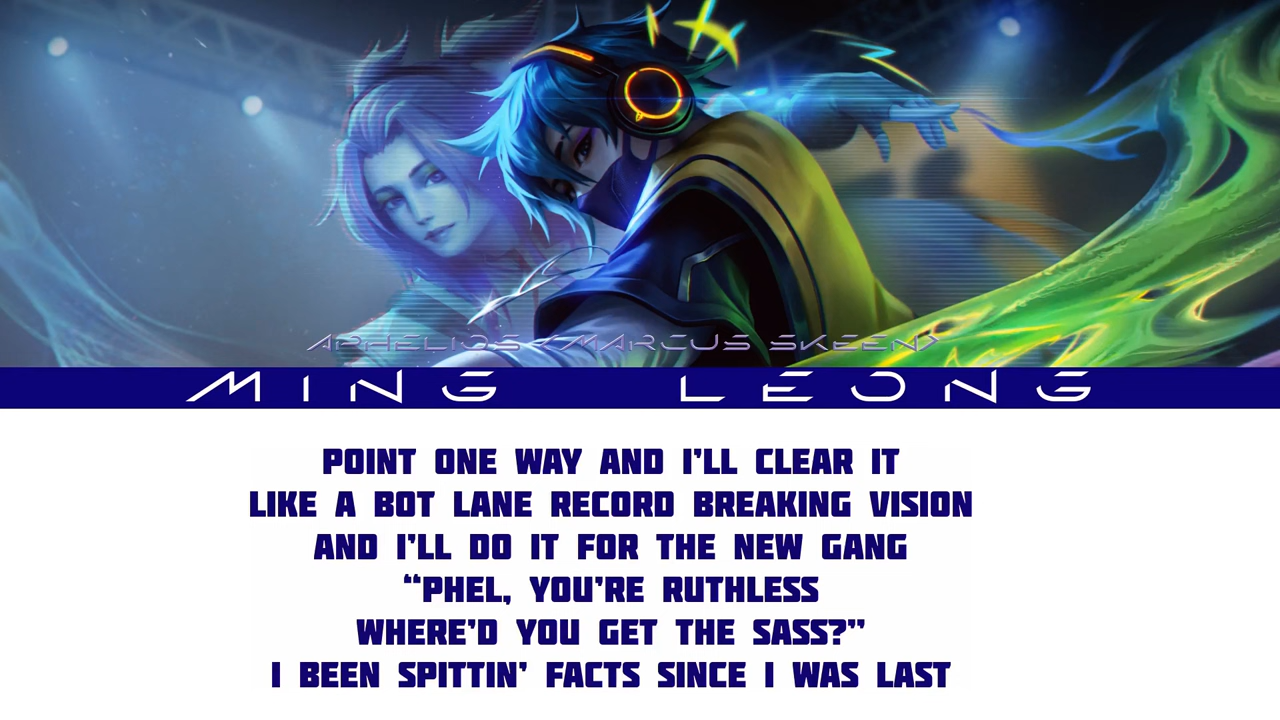 APHELIOS <MARCUS SKEEN>
MING LEONG
POINT ONE WAY AND I'LL CLEAR IT
LIKE A BOT LANE RECORD BREAKING VISION
AND I'LL DO IT FOR THE NEW GANG
“PHEL, YOU'RE RUTHLESS
WHERE'D YOU GET THE SASS?”
I BEEN SPITTIN' FACTS SINCE I WAS LAST